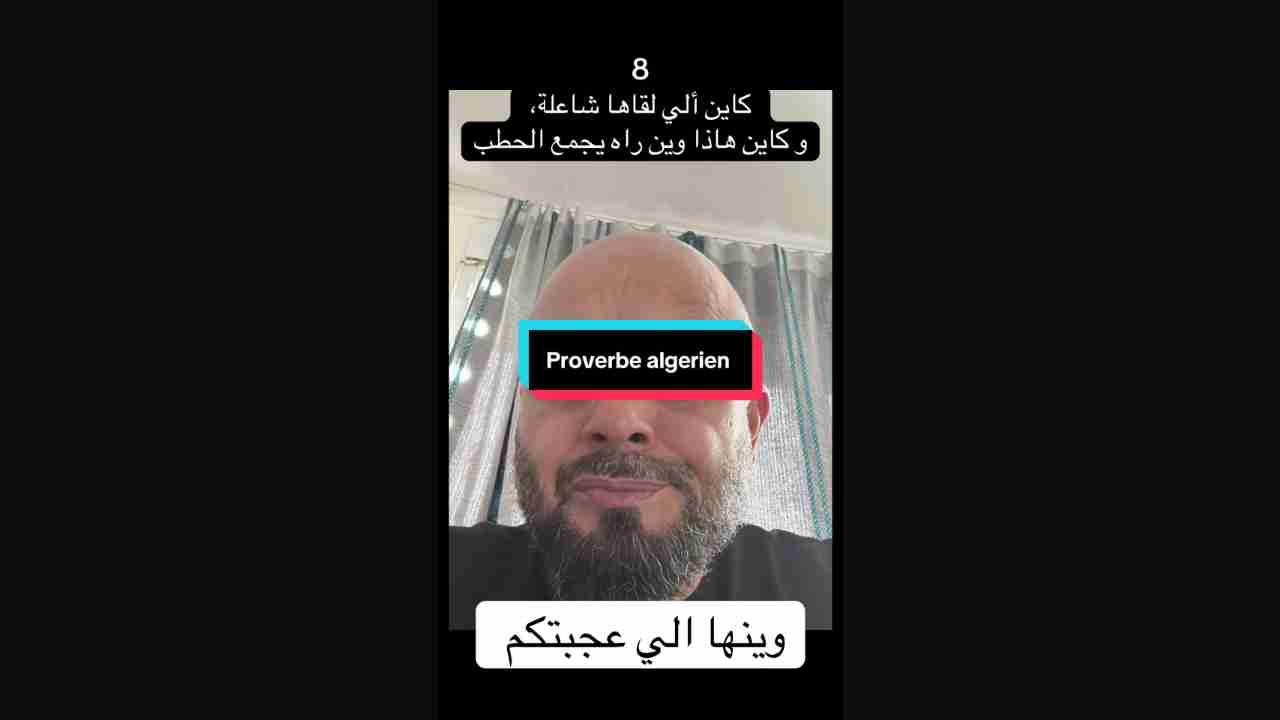 8
كاين ألي لقاها شاعلة،
و كاين هاذا وين راه يجمع الحطب
Proverbe algerien
وينها الي عجبتكم